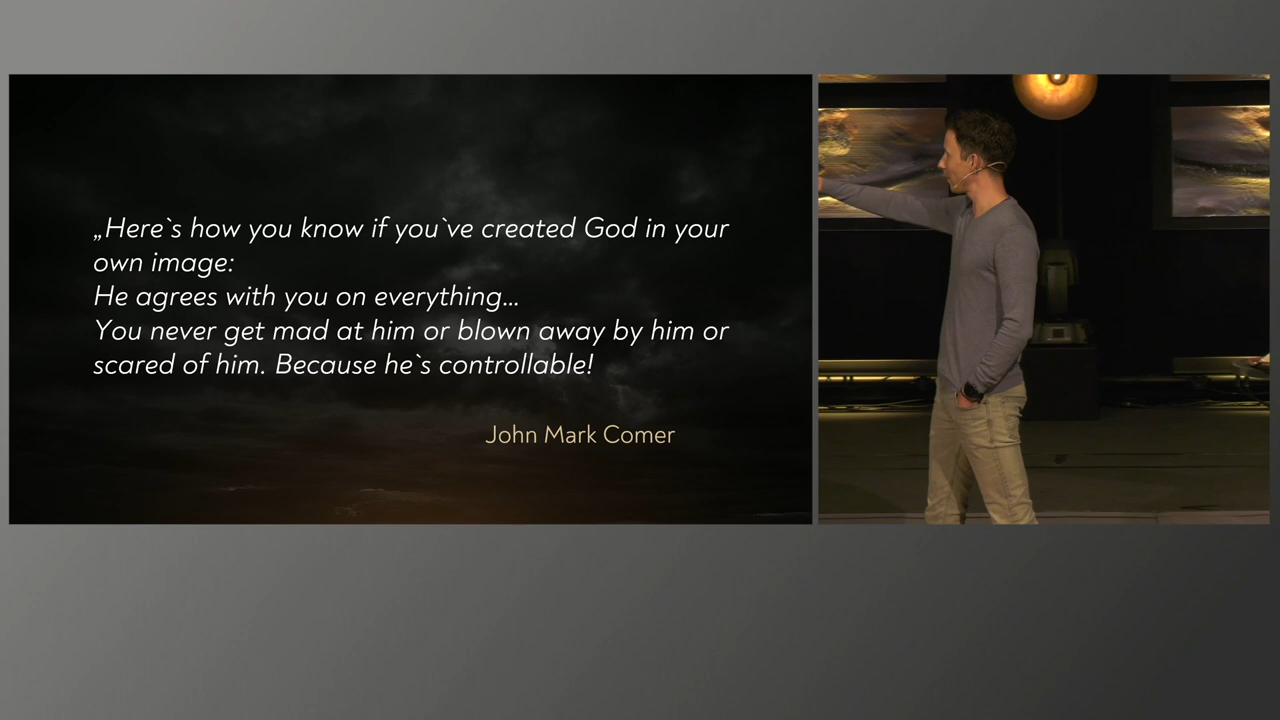 „Here`s how you know if you`ve created God in your
own image:
He agrees with you on everything...
You never get mad at him or blown away by him or
scared of him. Because he`s controllable!
John Mark Comer